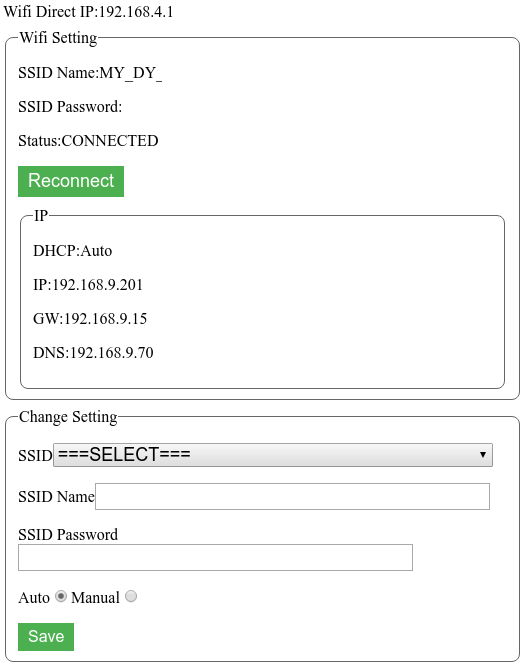 Wifi Direct IP:192.168.4.1
Wifi Setting
SSID Name:MY_DY_
SSID Password:
Status:CONNECTED
Reconnect
IP
DHCP:Auto
IP:192.168.9.201
GW:192.168.9.15
DNS:192.168.9.70
Change Setting
SSID ===SELECT===
SSID Name
SSID Password
Auto Manual
Save